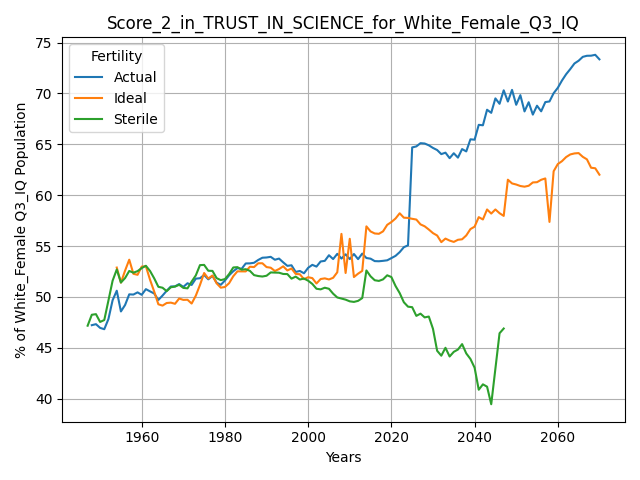 Score_2_in_TRUST_IN_SCIENCE_for_White_Female_Q3_IQ
Fertility
Actual
Ideal
Sterile
% of White_Female Q3_IQ Population
75
70
65
60
55
50
45
40
1960
1980
2000
2020
2040
2060
Years